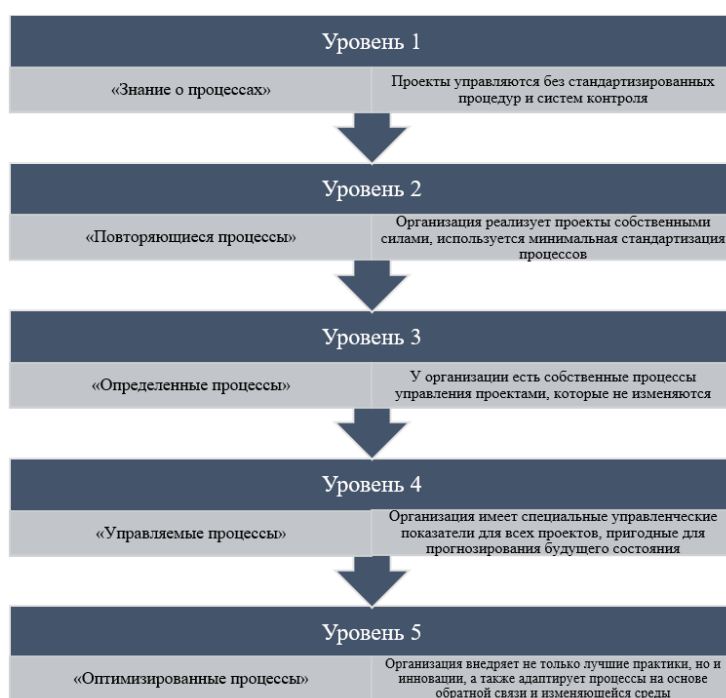 Уровень 1
«Знание о процессах»
Проекты управляются без стандартизированных
процедур и систем контроля
Уровень 2
«Повторяющиеся процессы»
Организация реализует проекты собственными
силами, используется минимальная стандартизация
процессов
Уровень 3
«Определенные процессы»
У организации есть собственные процессы
управления проектами, которые не изменяются
Уровень 4
«Управляемые процессы»
Организация имеет специальные управленческие
показатели для всех проектов, пригодные для
прогнозирования будущего состояния
Уровень 5
«Оптимизированные процессы»
Организация внедряет не только лучшие практики, но и
инновации, а также адаптирует процессы на основе
обратной связи и изменяющейся среды